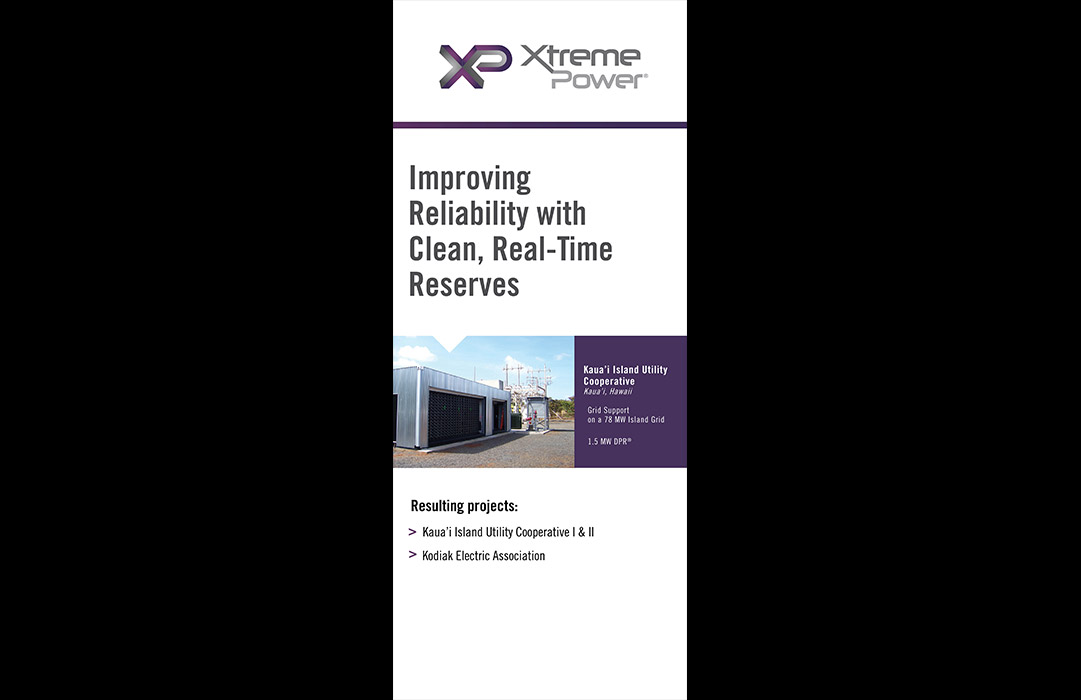 XP Xtreme
Power®
Improving
Reliability with
Clean, Real-Time
Reserves
Kaua'i Island Utility
Cooperative
Kaua'i, Hawaii
Grid Support
on a 78 MW Island Grid
1.5 MW DPR®
Resulting projects:
> Kaua'i Island Utility Cooperative I & II
> Kodiak Electric Association